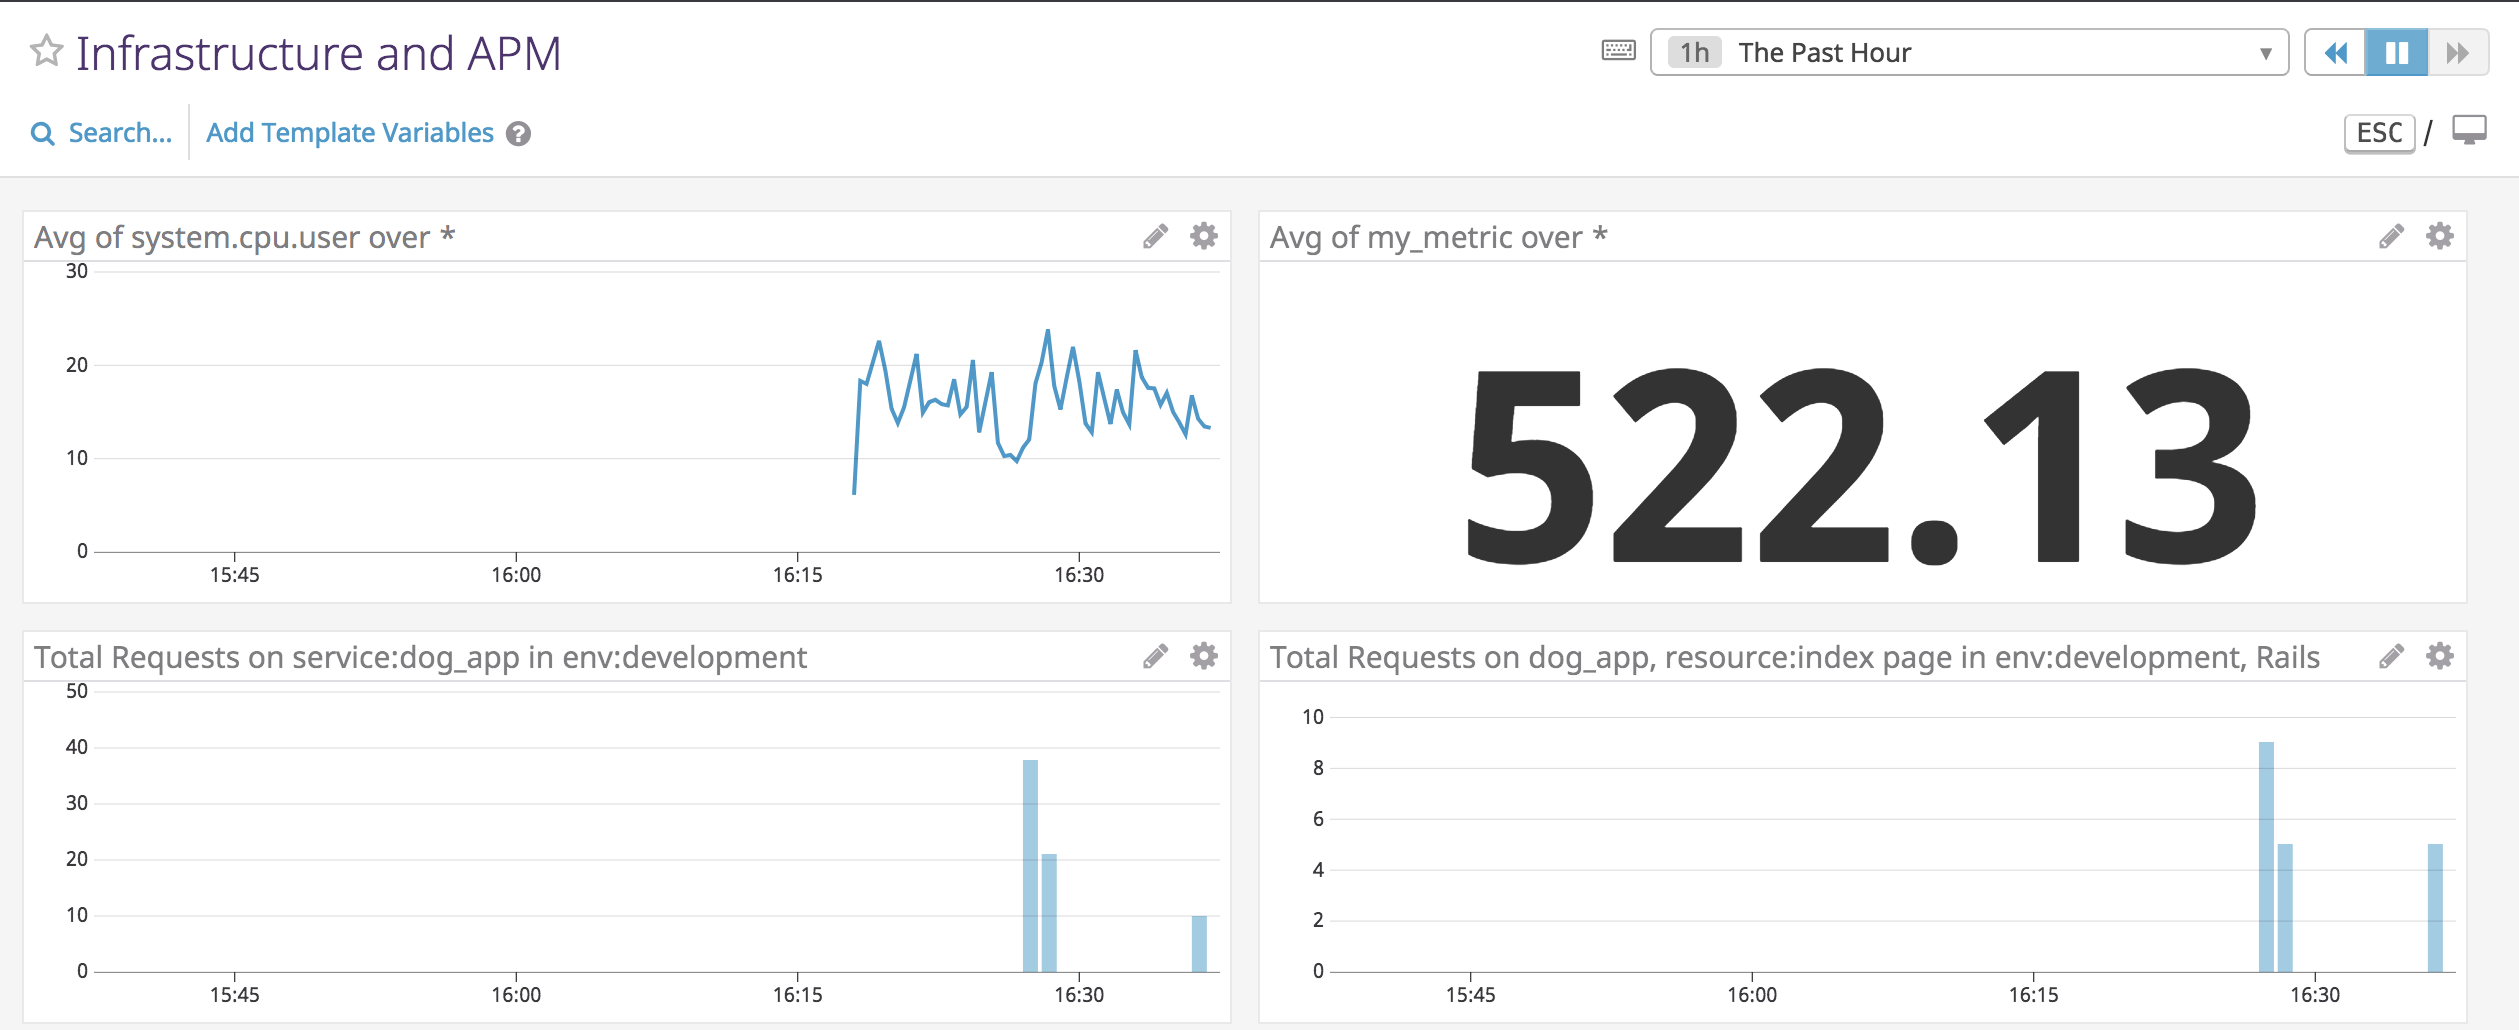 Infrastructure and APM
1h The Past Hour
Search... Add Template Variables ?
ESC /
Avg of system.cpu.user over *
30
20
10
0
15:45 16:00 16:15 16:30
Avg of my_metric over *
522.13
Total Requests on service:dog_app in env:development
50
40
30
20
10
0
15:45 16:00 16:15 16:30
Total Requests on dog_app, resource:index page in env:development, Rails
10
8
6
4
2
0
15:45 16:00 16:15 16:30